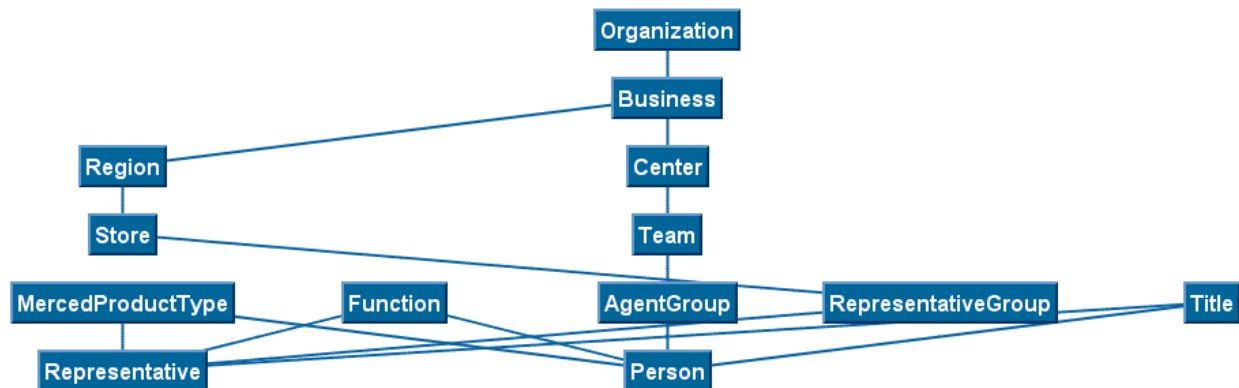 Organization
Business
Region
Center
Store
Team
MercedProductType
Function
AgentGroup
RepresentativeGroup
Title
Representative
Person